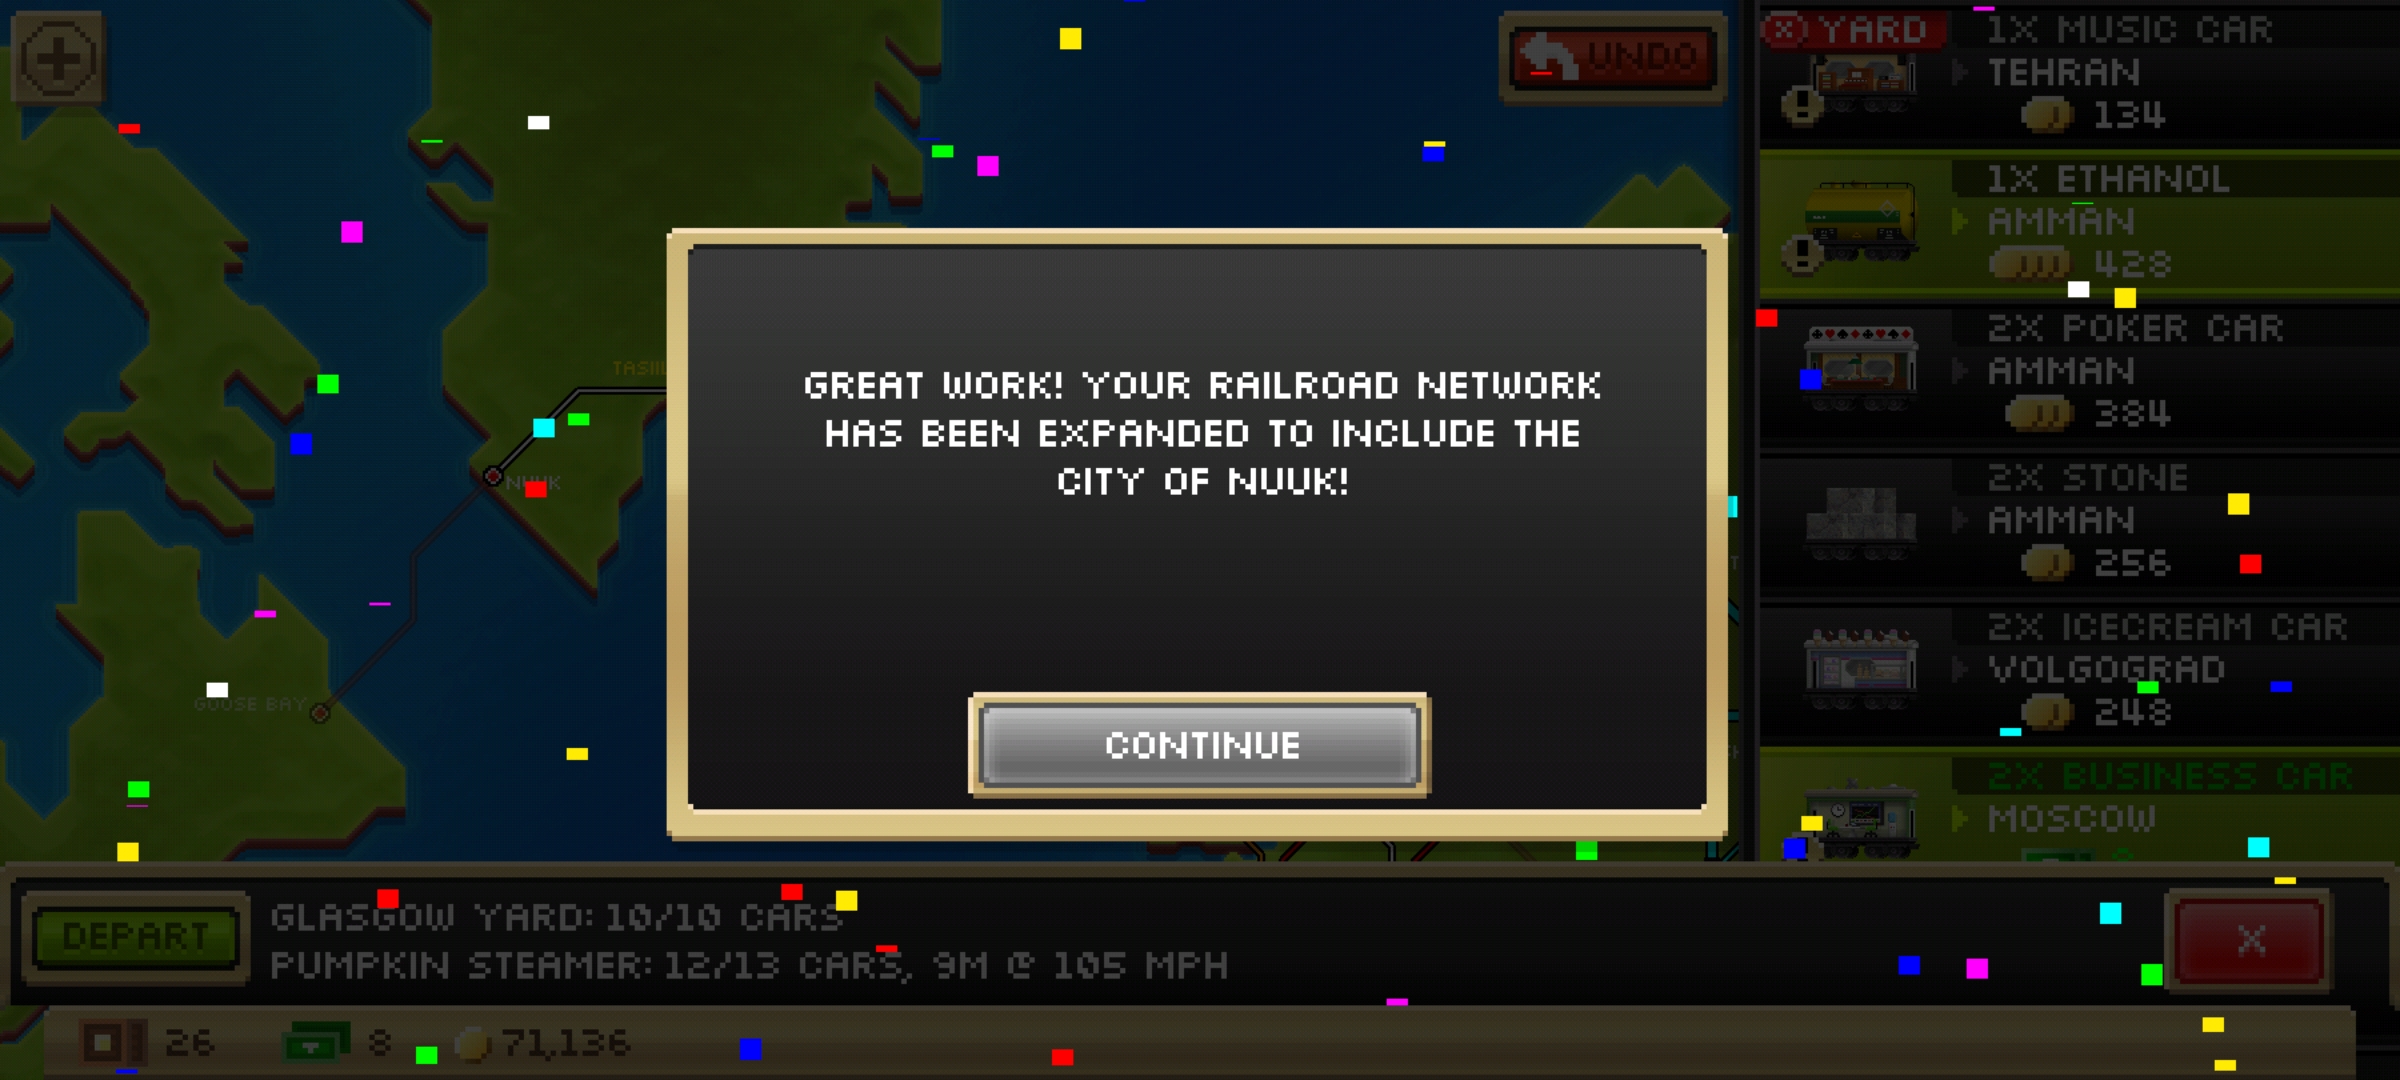 UNDO
YARD
1X MUSIC CAR
TEHRAN
134
1X ETHANOL
AMMAN
428
2X POKER CAR
AMMAN
384
2X STONE
AMMAN
256
2X ICECREAM CAR
VOLGOGRAD
248
2X BUSINESS CAR
MOSCOW
NUUK
GOOSE BAY
GREAT WORK! YOUR RAILROAD NETWORK
HAS BEEN EXPANDED TO INCLUDE THE
CITY OF NUUK!
CONTINUE
DEPART
GLASGOW YARD: 10/10 CARS
PUMPKIN STEAMER: 12/13 CARS, 9M @ 105 MPH
X
26
8
71,136